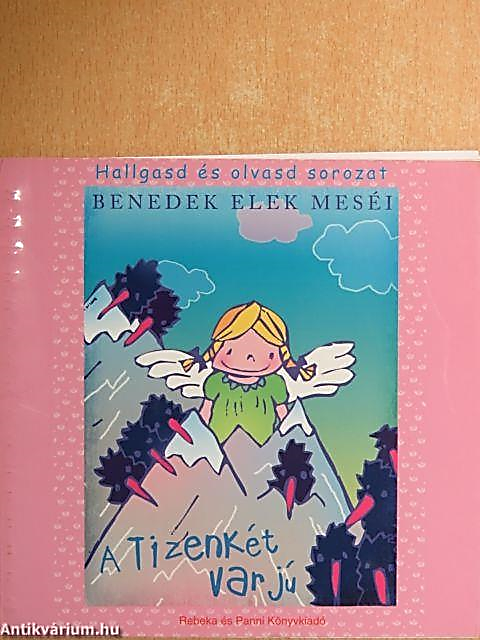 Hallgasd és olvasd sorozat
BENEDEK ELEK MESÉI
A Tizenkét
varjú
Rebeka és Panni Könyvkiadó
Antikvárium.hu